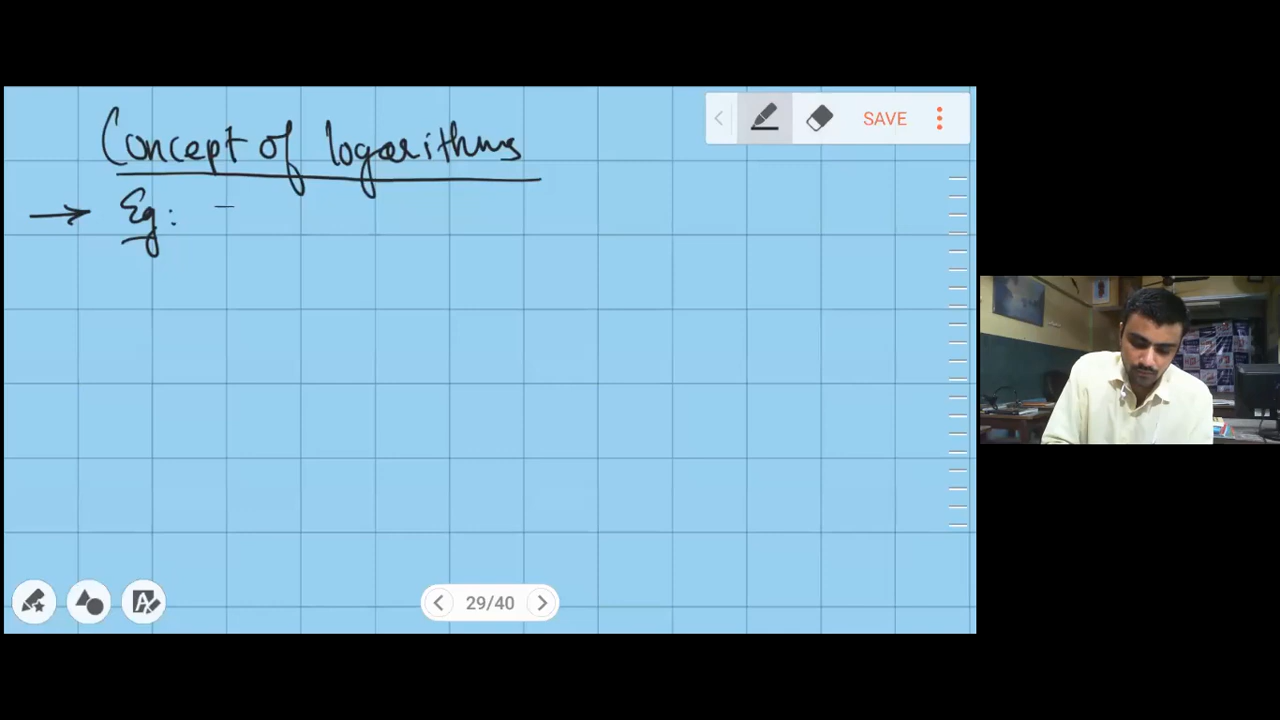 Concept of logarithms
→ Eg: –
SAVE
29/40